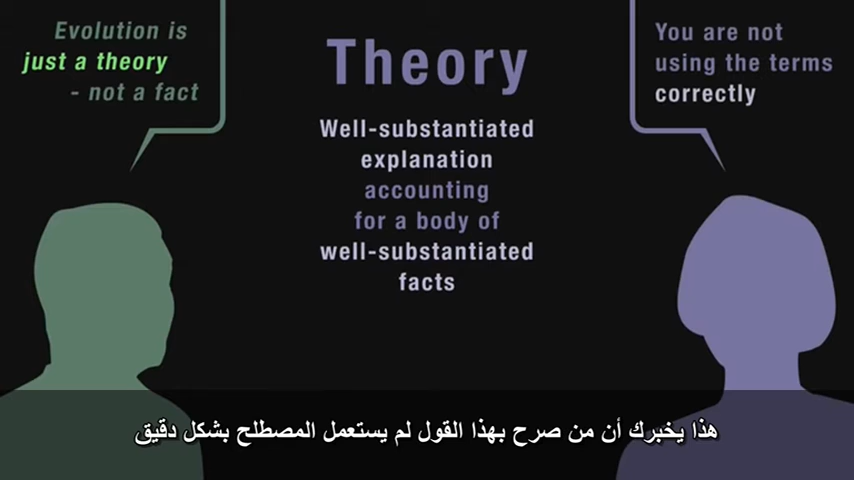 Evolution is
just a theory
- not a fact
Theory
Well-substantiated
explanation
accounting
for a body of
well-substantiated
facts
You are not
using the terms
correctly
هذا يخبرك أن من صرح بهذا القول لم يستعمل المصطلح بشكل دقيق